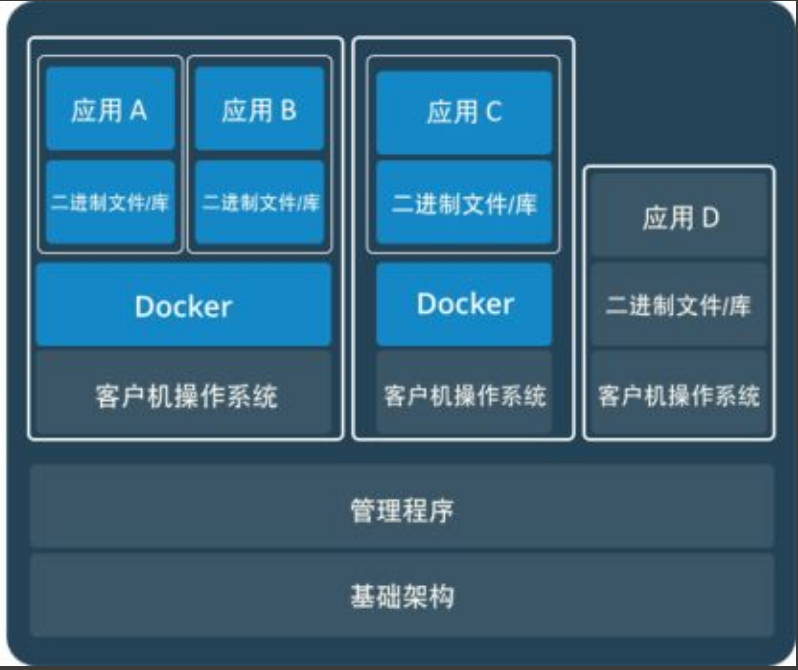 应用 A
应用 B
应用 C
二进制文件/库
二进制文件/库
二进制文件/库
应用 D
Docker
Docker
二进制文件/库
客户机操作系统
客户机操作系统
客户机操作系统
管理程序
基础架构